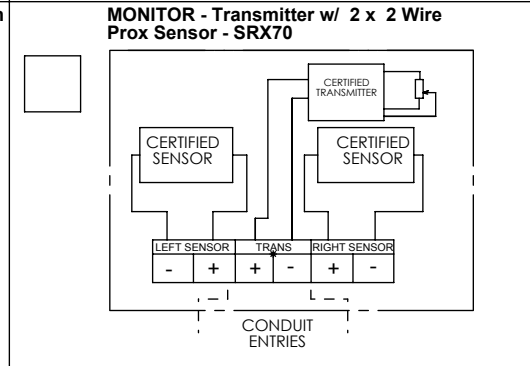 n
MONITOR - Transmitter w/ 2 x 2 Wire
Prox Sensor - SRX70
CERTIFIED
TRANSMITTER
CERTIFIED
SENSOR
CERTIFIED
SENSOR
LEFT SENSOR TRANS RIGHT SENSOR
- + + - + -
CONDUIT
ENTRIES